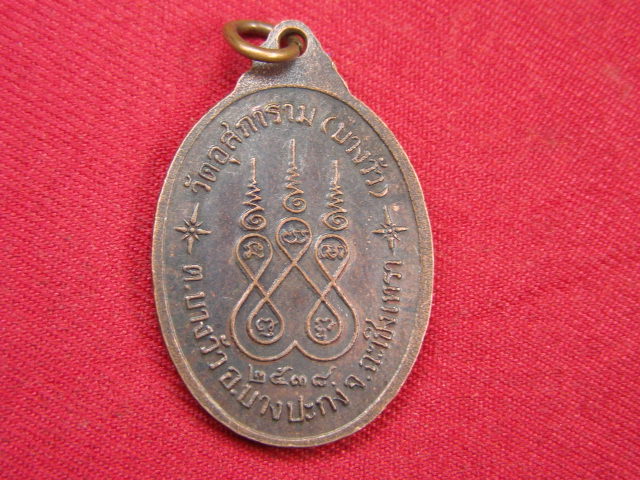 วัดอุสภาราม (บางวัว)
๒๕๓๘.
ต.บางวัว อ.บางปะกง จ.ฉะเชิงเทรา